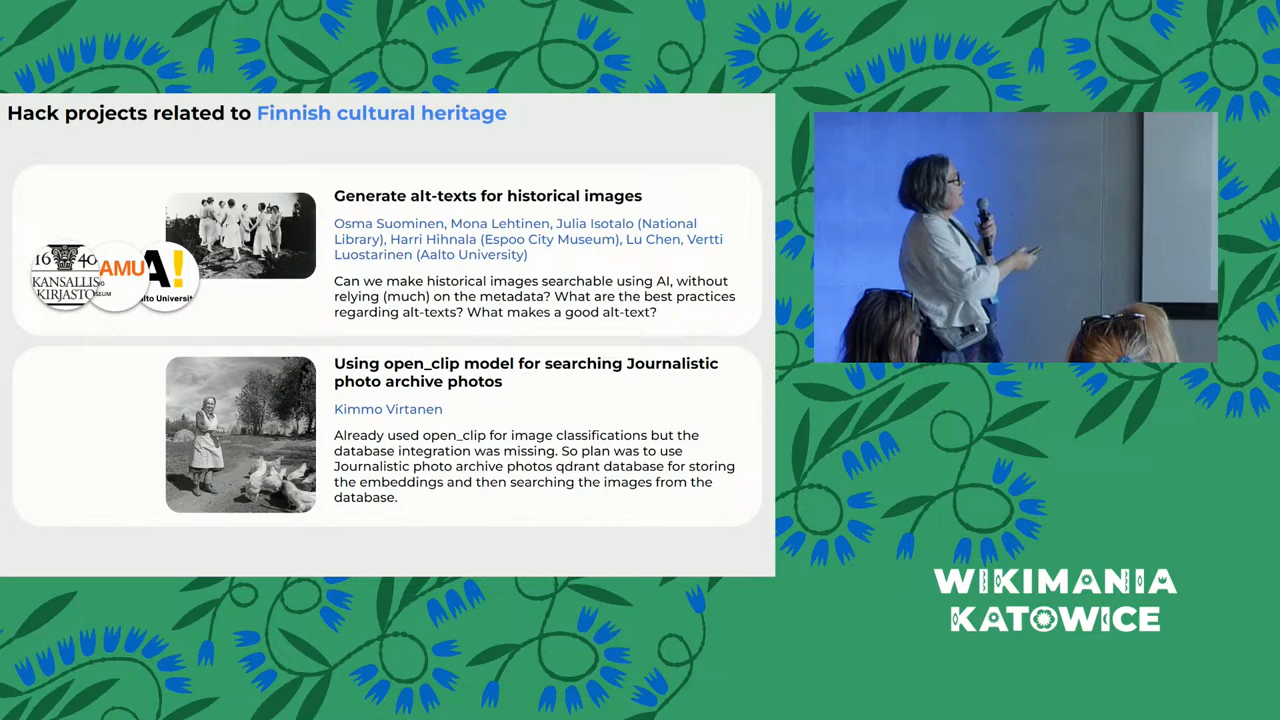 Hack projects related to Finnish cultural heritage
Generate alt-texts for historical images
Osma Suominen, Mona Lehtinen, Julia Isotalo (National
Library), Harri Hihnala (Espoo City Museum), Lu Chen, Vertti
Luostarinen (Aalto University)
Can we make historical images searchable using AI, without
relying (much) on the metadata? What are the best practices
regarding alt-texts? What makes a good alt-text?
1640
KANSALLIS
KIRJASTO
AMU
A!
Using open_clip model for searching Journalistic
photo archive photos
Kimmo Virtanen
Already used open_clip for image classifications but the
database integration was missing. So plan was to use
Journalistic photo archive photos qdrant database for storing
the embeddings and then searching the images from the
database.
WIKIMANIA
KATOWICE